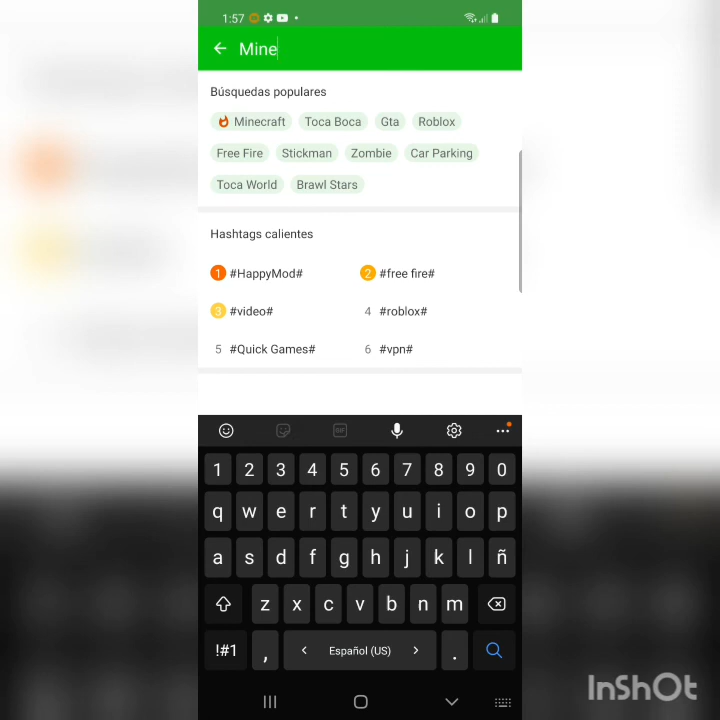 1:57
Mine
Búsquedas populares
Minecraft Toca Boca Gta Roblox
Free Fire Stickman Zombie Car Parking
Toca World Brawl Stars
Hashtags calientes
1 #HappyMod# 2 #free fire#
3 #video# 4 #roblox#
5 #Quick Games# 6 #vpn#
GIF
1 2 3 4 5 6 7 8 9 0
q w e r t y u i o p
a s d f g h j k l ñ
z x c v b n m
!#1 , < Español (US) > .
InShOt